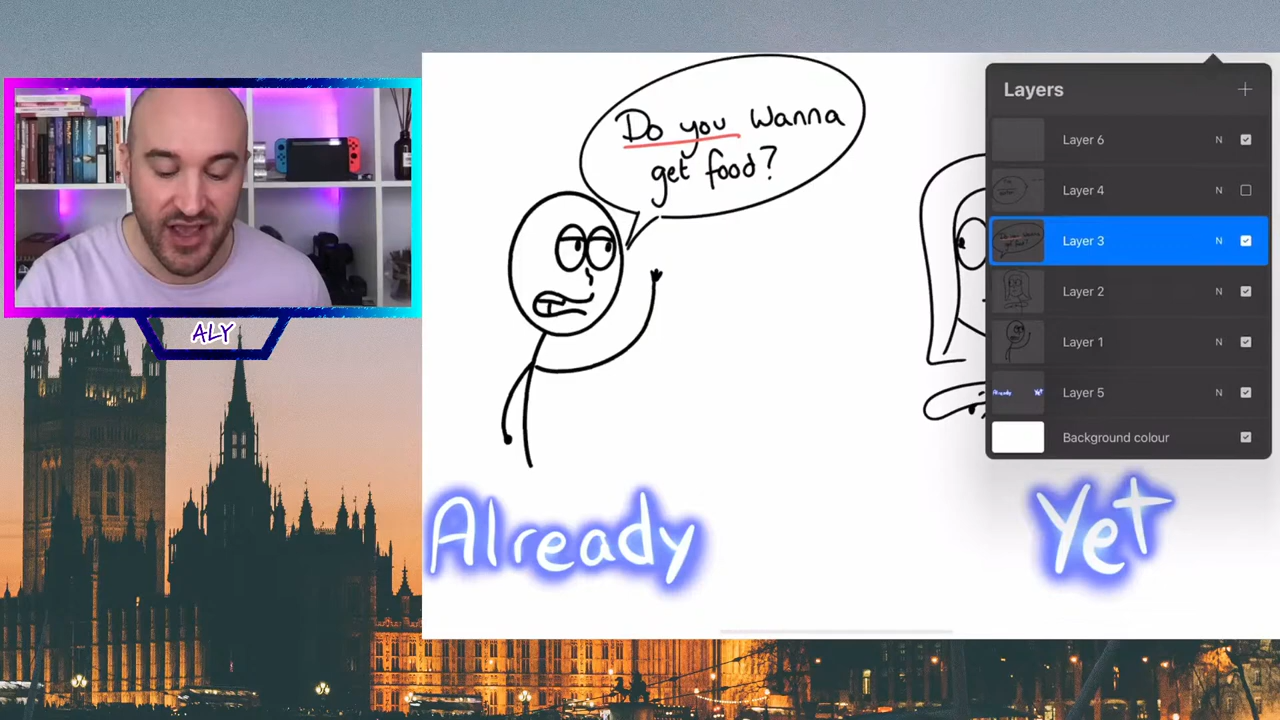 ALY
Do you Wanna
get food?
Already
Yet
Layers
Layer 6 N
Layer 4 N
Layer 3 N
Layer 2 N
Layer 1 N
Layer 5 N
Background colour